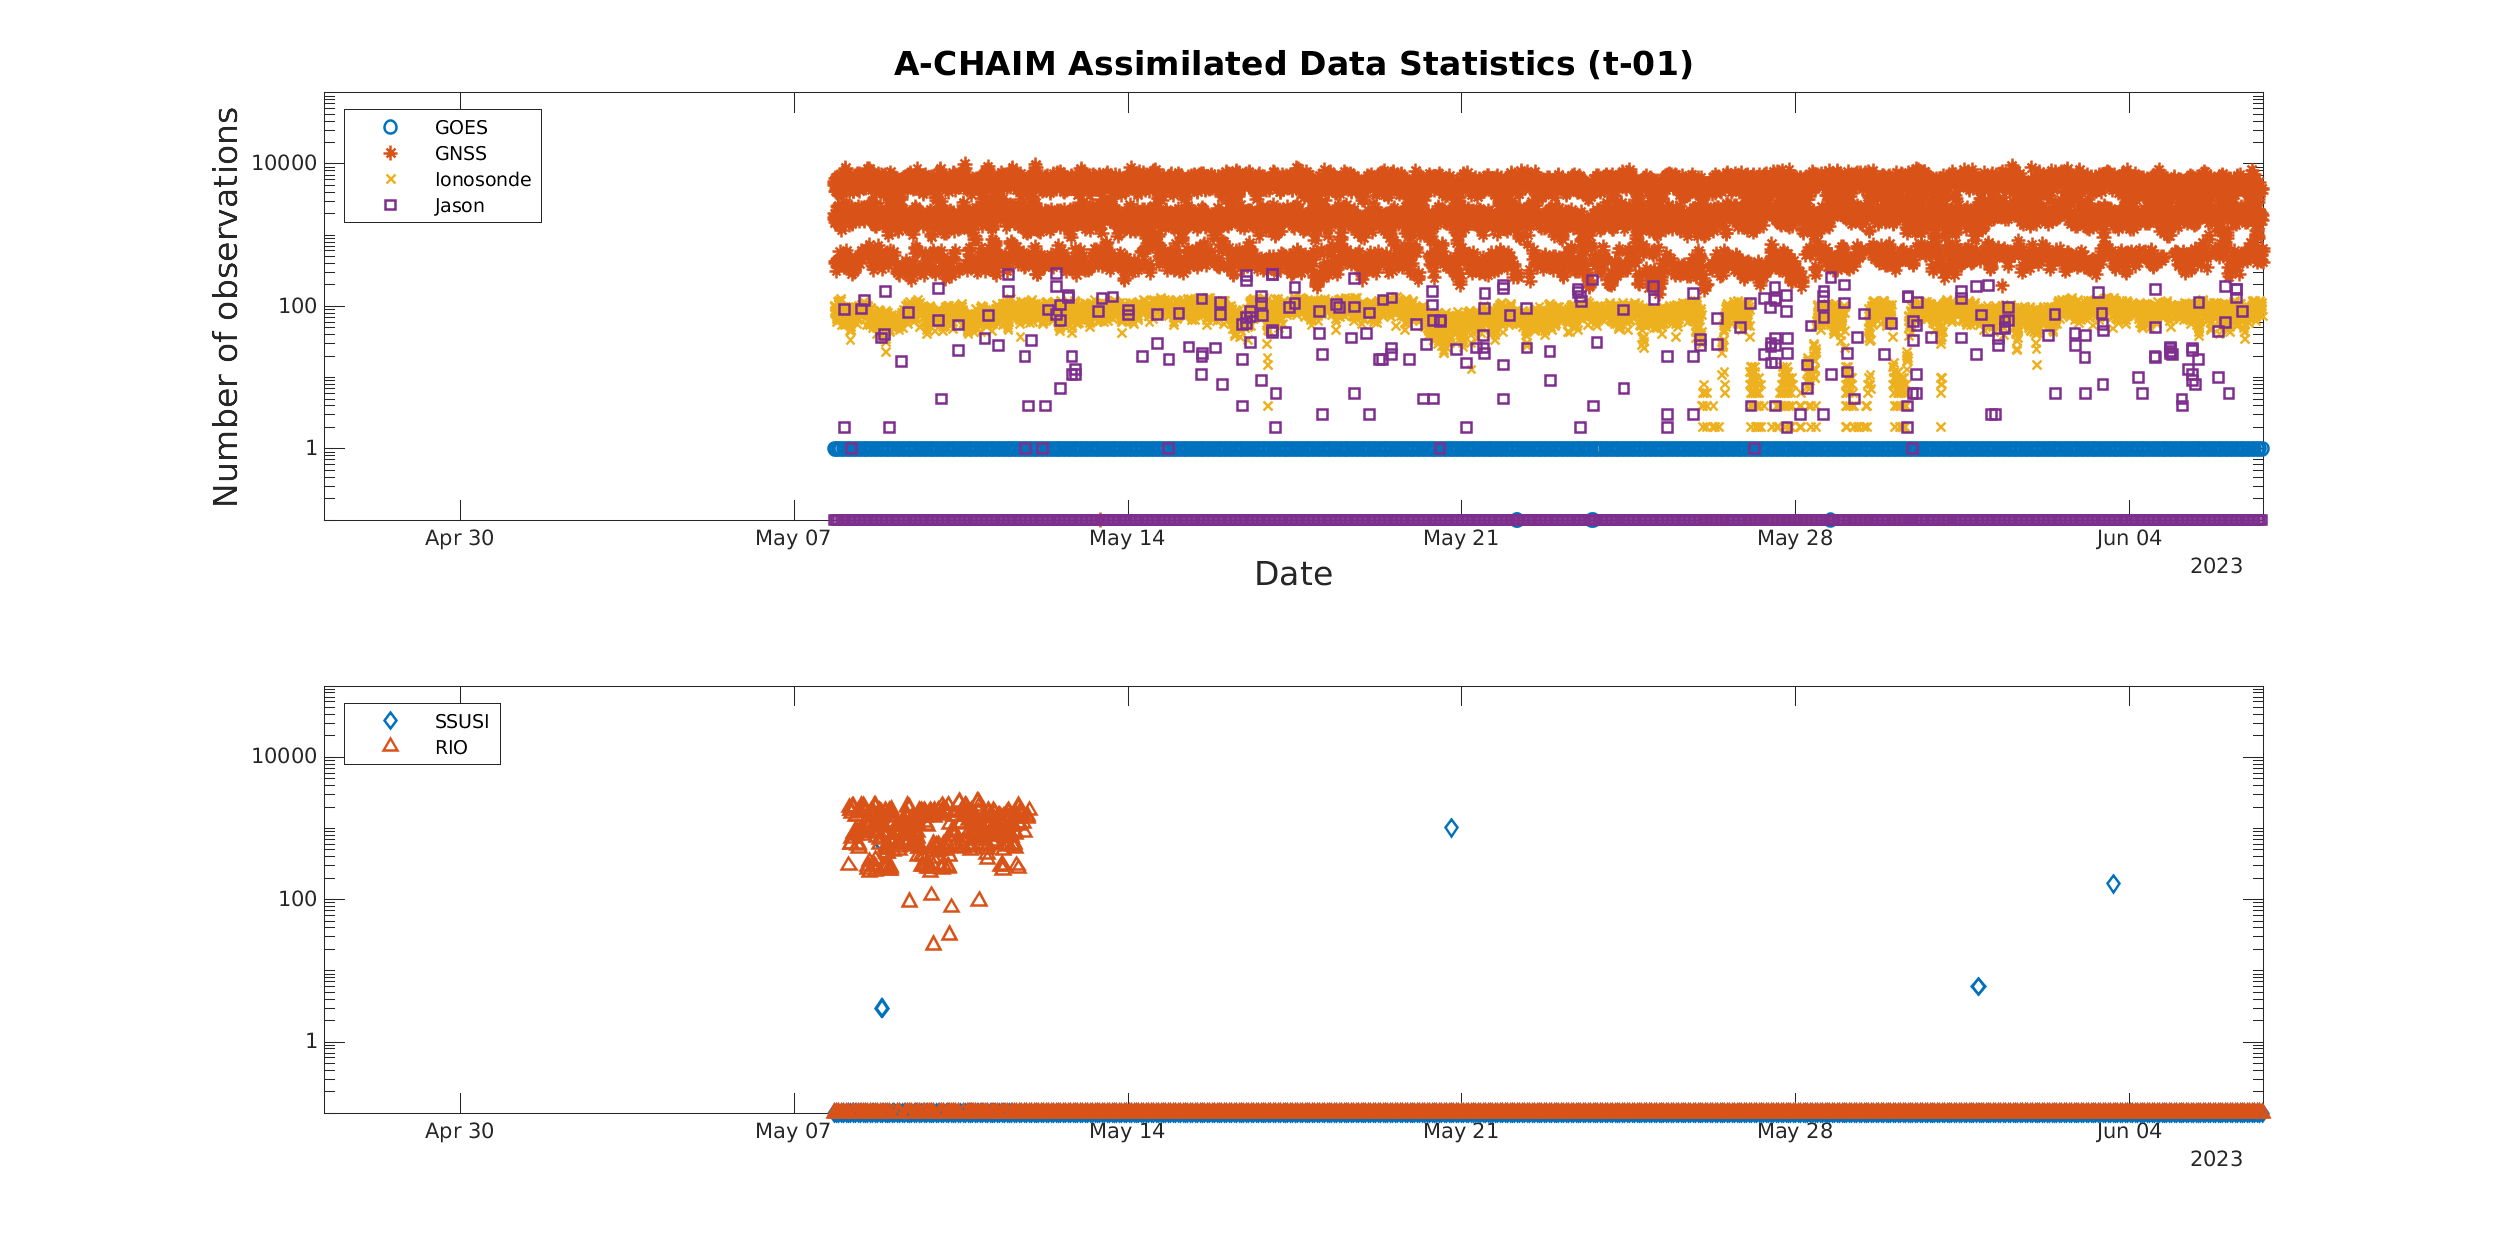 A-CHAIM Assimilated Data Statistics (t-01)
Number of observations
10000
100
1
GOES
GNSS
Ionosonde
Jason
Apr 30
May 07
May 14
May 21
May 28
Jun 04
2023
Date
10000
100
1
SSUSI
RIO
Apr 30
May 07
May 14
May 21
May 28
Jun 04
2023